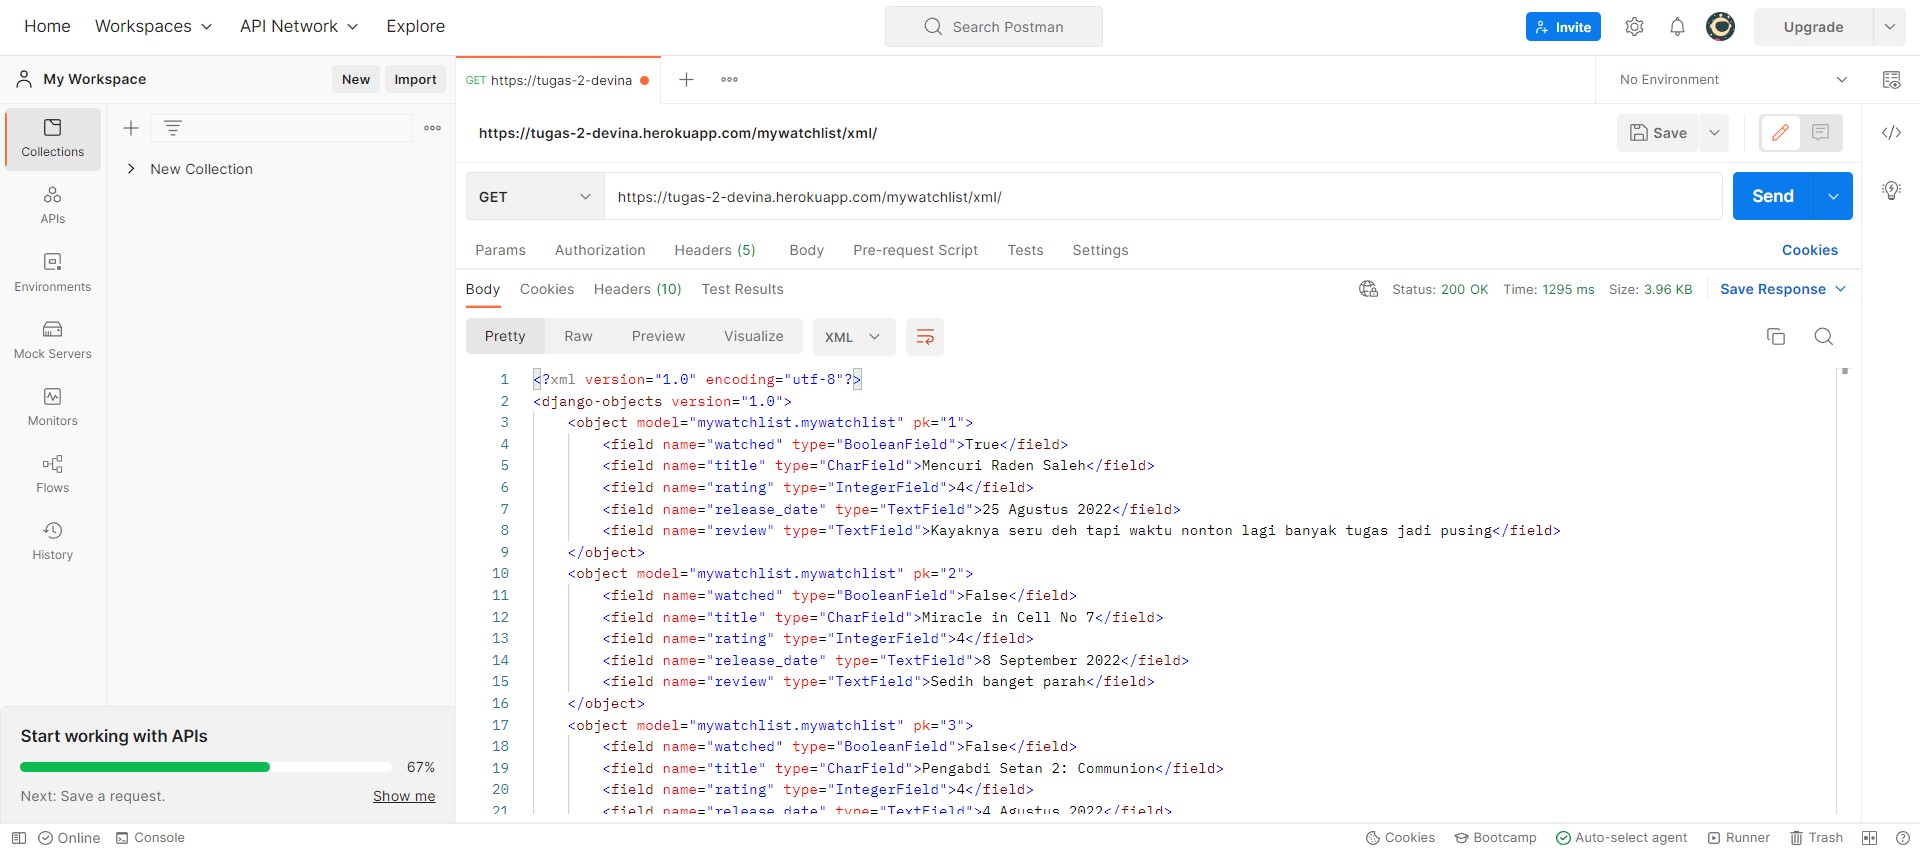 Home Workspaces API Network Explore Search Postman Invite Upgrade
My Workspace New Import
GET https://tugas-2-devina No Environment
Collections
APIs
Environments
Mock Servers
Monitors
Flows
History
New Collection
Start working with APIs
67%
Next: Save a request. Show me
https://tugas-2-devina.herokuapp.com/mywatchlist/xml/ Save
GET https://tugas-2-devina.herokuapp.com/mywatchlist/xml/ Send
Params Authorization Headers (5) Body Pre-request Script Tests Settings Cookies
Body Cookies Headers (10) Test Results Status: 200 OK Time: 1295 ms Size: 3.96 KB Save Response
Pretty Raw Preview Visualize XML
1 <?xml version="1.0" encoding="utf-8"?>
2 <django-objects version="1.0">
3 <object model="mywatchlist.mywatchlist" pk="1">
4 <field name="watched" type="BooleanField">True</field>
5 <field name="title" type="CharField">Mencuri Raden Saleh</field>
6 <field name="rating" type="IntegerField">4</field>
7 <field name="release_date" type="TextField">25 Agustus 2022</field>
8 <field name="review" type="TextField">Kayaknya seru deh tapi waktu nonton lagi banyak tugas jadi pusing</field>
9 </object>
10 <object model="mywatchlist.mywatchlist" pk="2">
11 <field name="watched" type="BooleanField">False</field>
12 <field name="title" type="CharField">Miracle in Cell No 7</field>
13 <field name="rating" type="IntegerField">4</field>
14 <field name="release_date" type="TextField">8 September 2022</field>
15 <field name="review" type="TextField">Sedih banget parah</field>
16 </object>
17 <object model="mywatchlist.mywatchlist" pk="3">
18 <field name="watched" type="BooleanField">False</field>
19 <field name="title" type="CharField">Pengabdi Setan 2: Communion</field>
20 <field name="rating" type="IntegerField">4</field>
21 <field name="release_date" type="TextField">4 Agustus 2022</field>
Online Console Cookies Bootcamp Auto-select agent Runner Trash